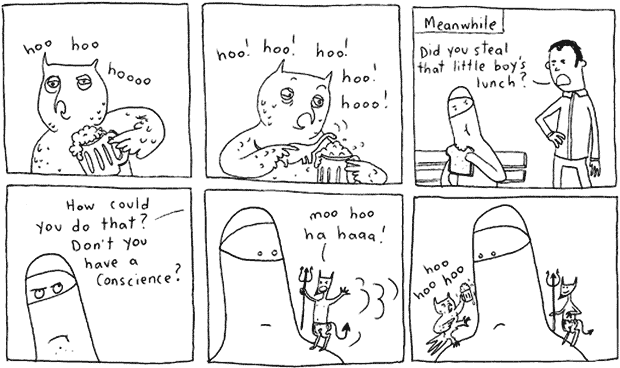 hoo hoo
hoooo
hoo! hoo! hoo!
hoo!
hooo!
Meanwhile
Did you steal
that little boy's
lunch?
How could
you do that?
Don't you
have a
Conscience?
moo hoo
ha haaa!
hoo
hoo hoo